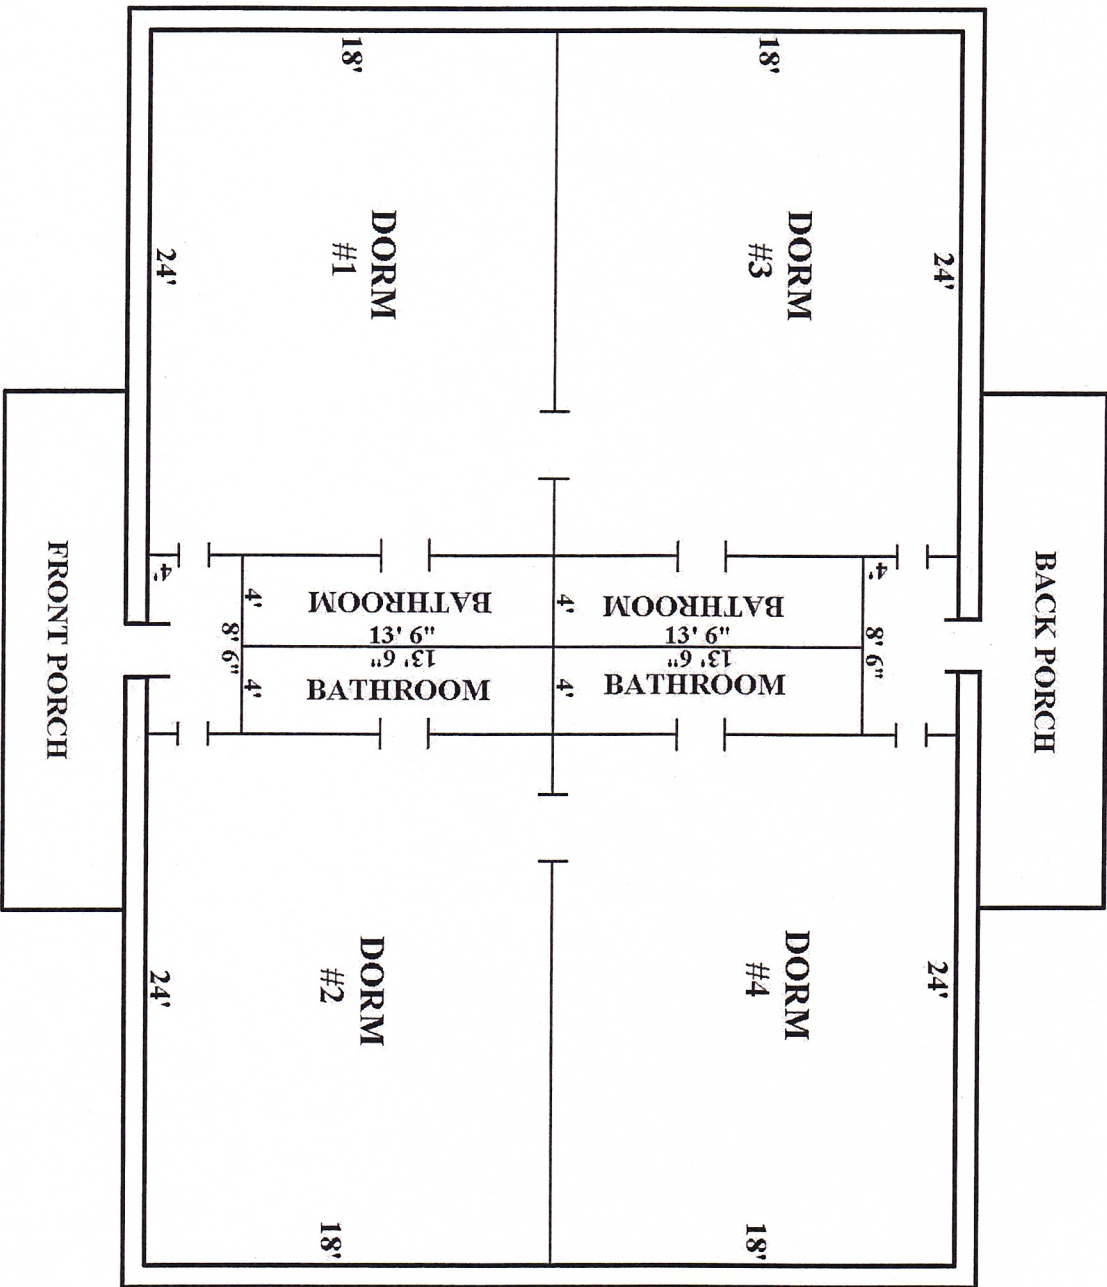 18'
18'
DORM
#1
DORM
#3
24'
24'
FRONT PORCH
BACK PORCH
4'
4'
4'
BATHROOM
13' 6"
4'
BATHROOM
13' 6"
8' 6"
8' 6"
4'
13' 6"
BATHROOM
4'
13' 6"
BATHROOM
DORM
#2
DORM
#4
24'
24'
18'
18'